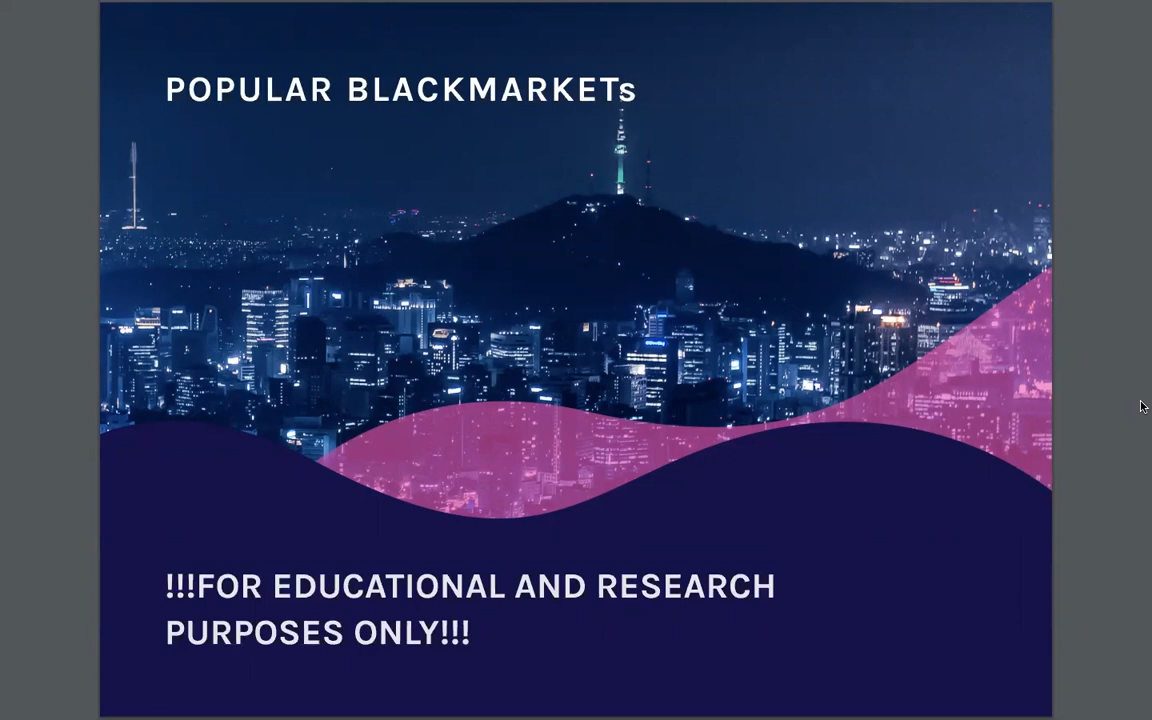 POPULAR BLACKMARKETs
!!!FOR EDUCATIONAL AND RESEARCH
PURPOSES ONLY!!!